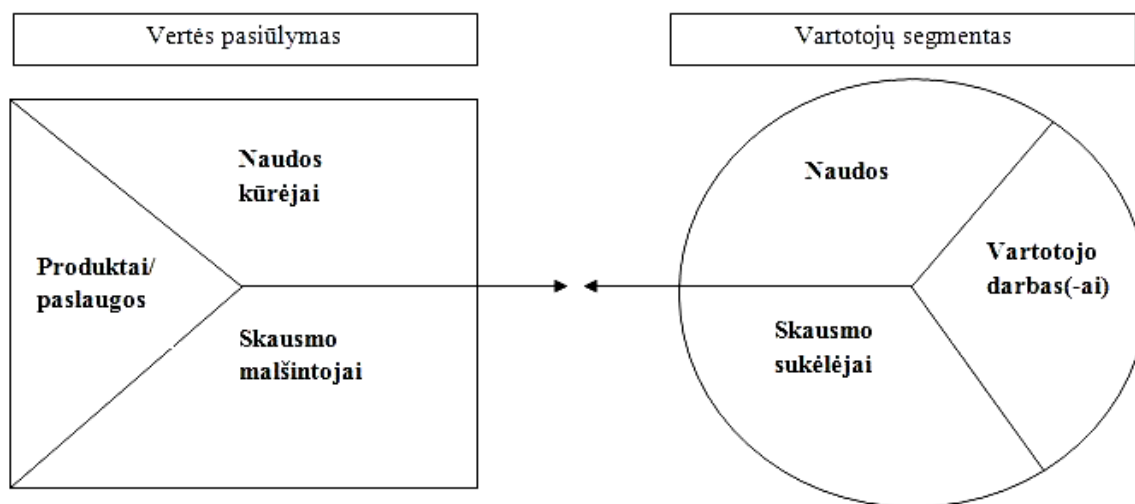 Vertės pasiūlymas
Vartotojų segmentas
Naudos
kūrėjai
Produktai/
paslaugos
Skausmo
malšintojai
Naudos
Vartotojo
darbas(-ai)
Skausmo
sukėlėjai